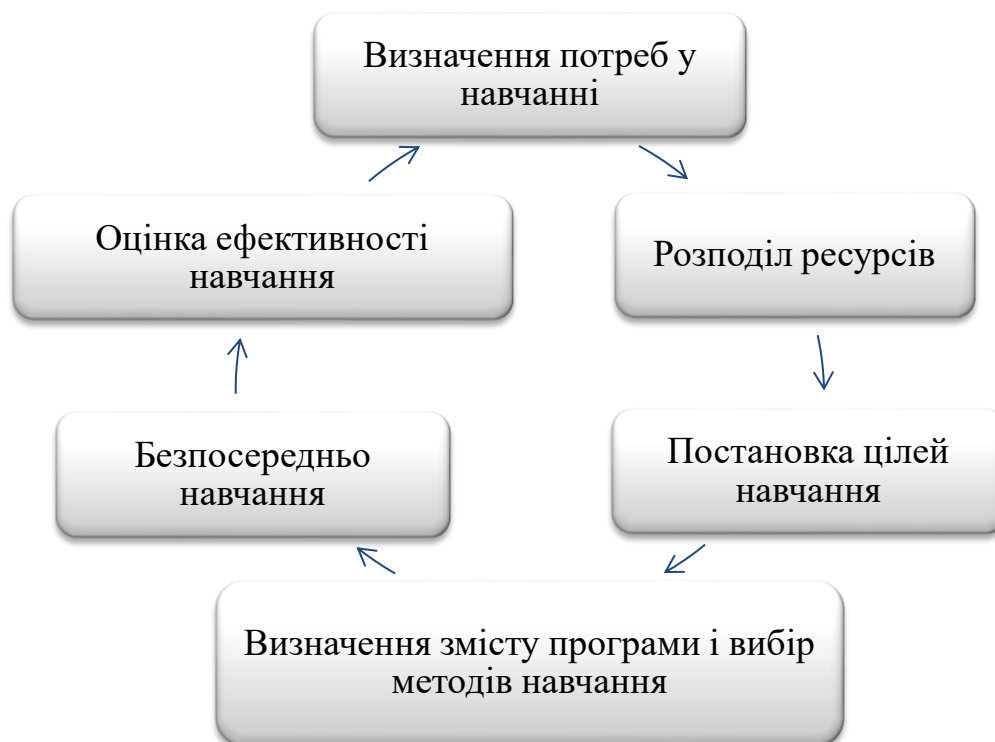 Визначення потреб у
навчанні
Розподіл ресурсів
Постановка цілей
навчання
Визначення змісту програми і вибір
методів навчання
Безпосередньо
навчання
Оцінка ефективності
навчання